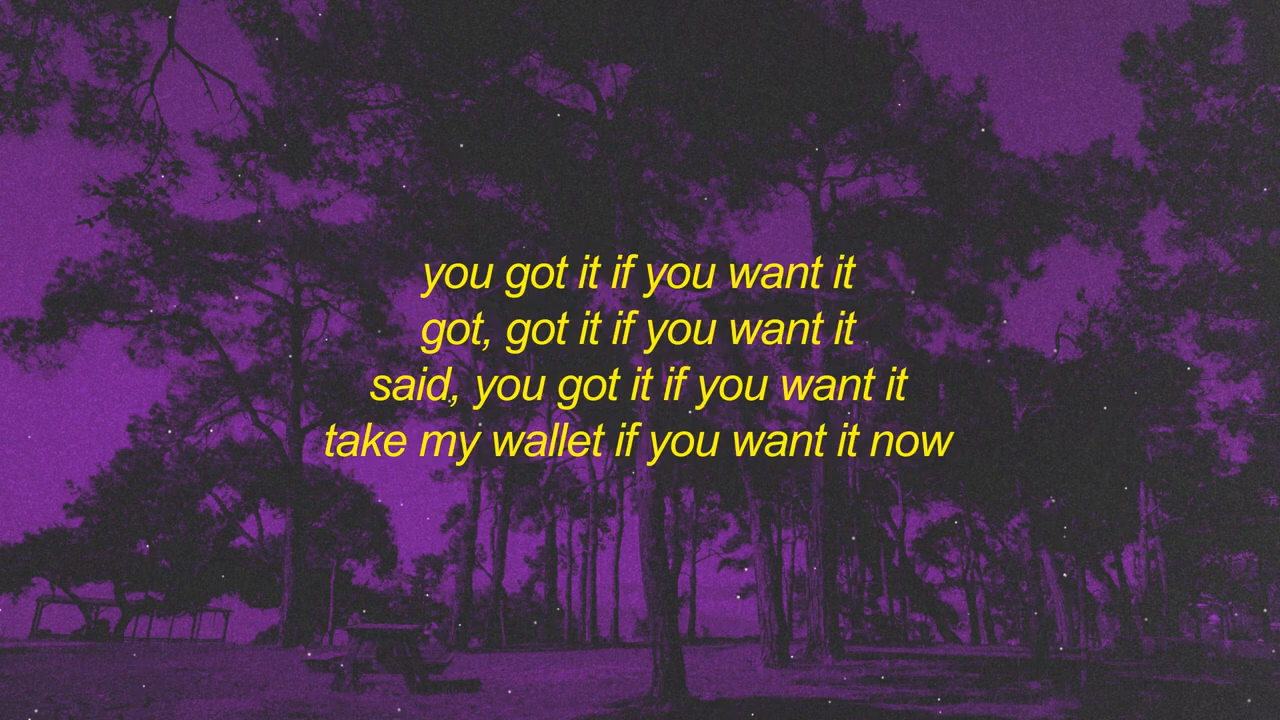 you got it if you want it
got, got it if you want it
said, you got it if you want it
take my wallet if you want it now